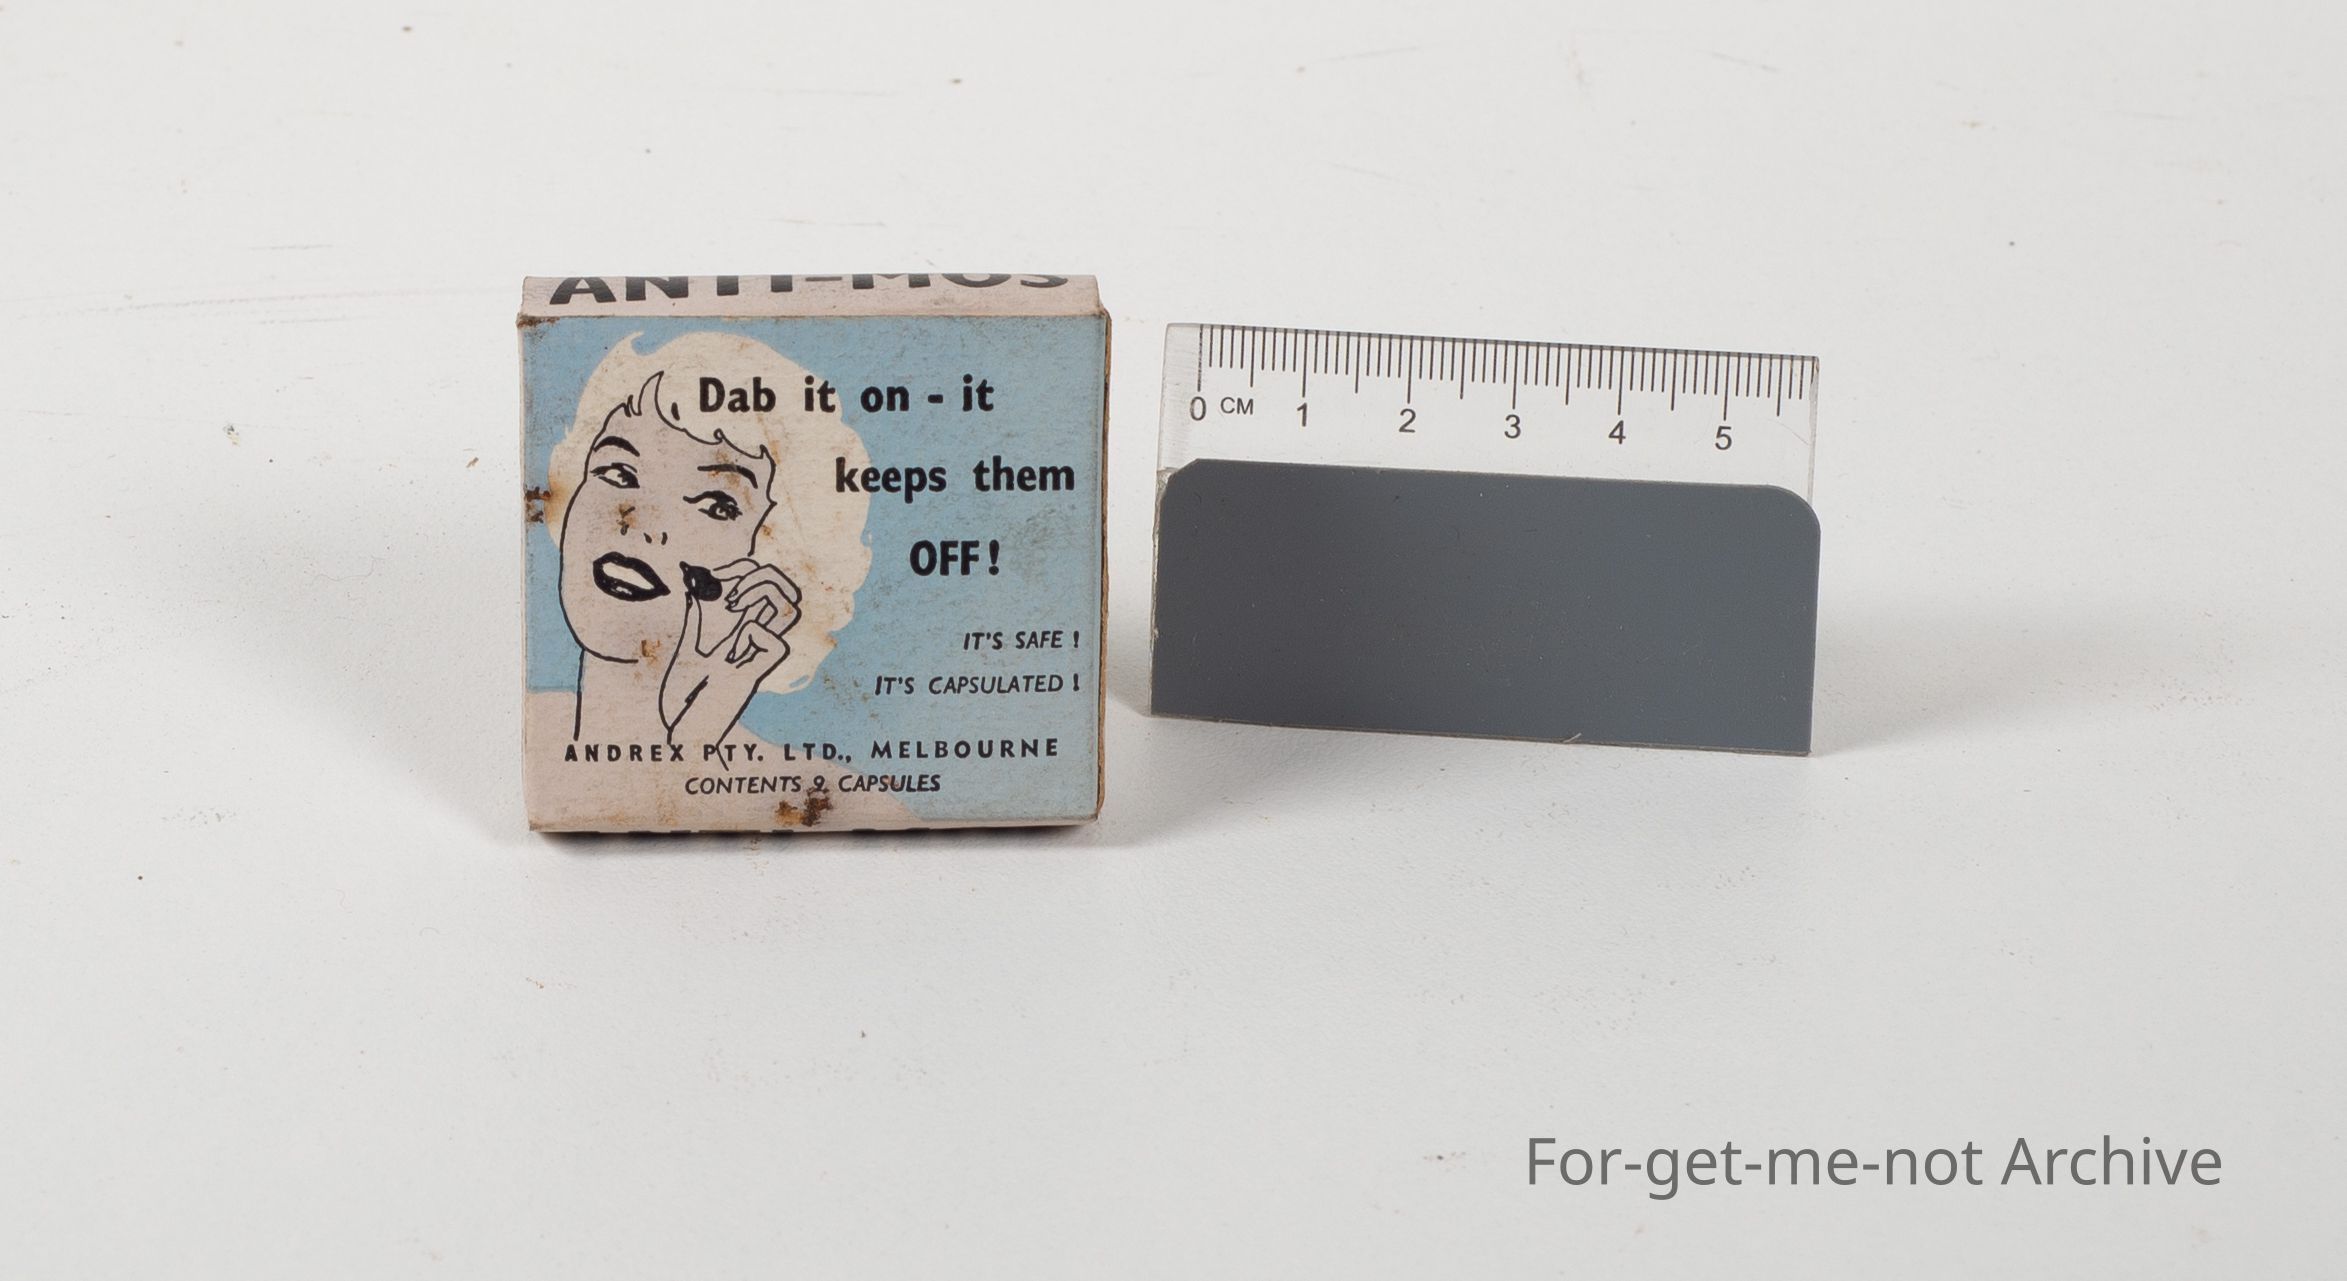 ANTI-MOS
Dab it on - it
keeps them
OFF!
IT'S SAFE !
IT'S CAPSULATED !
ANDREX PTY. LTD., MELBOURNE
CONTENTS 9 CAPSULES
0 CM 1 2 3 4 5
For-get-me-not Archive